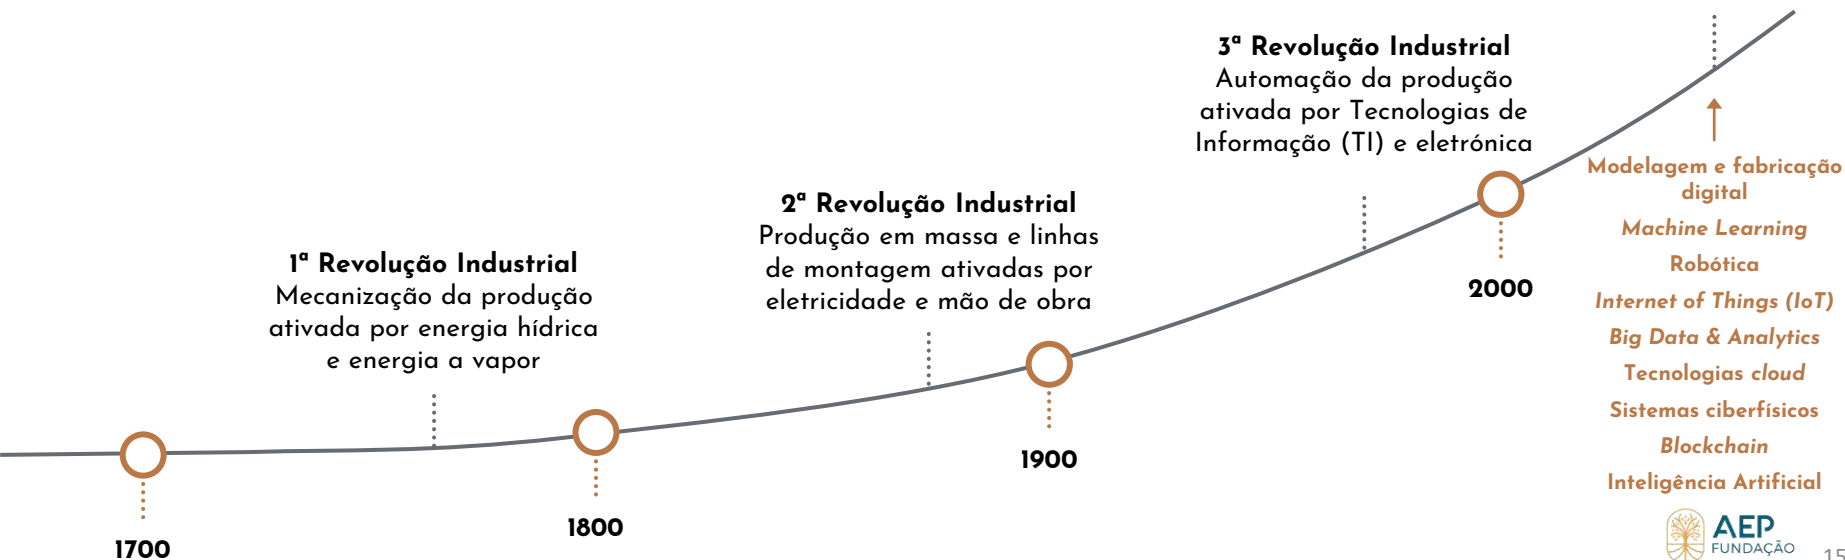 1ª Revolução Industrial
Mecanização da produção
ativada por energia hídrica
e energia a vapor
2ª Revolução Industrial
Produção em massa e linhas
de montagem ativadas por
eletricidade e mão de obra
3ª Revolução Industrial
Automação da produção
ativada por Tecnologias de
Informação (TI) e eletrónica
Modelagem e fabricação
digital
Machine Learning
Robótica
Internet of Things (IoT)
Big Data & Analytics
Tecnologias cloud
Sistemas ciberfísicos
Blockchain
Inteligência Artificial
1700
1800
1900
2000
AEP
FUNDAÇÃO
15